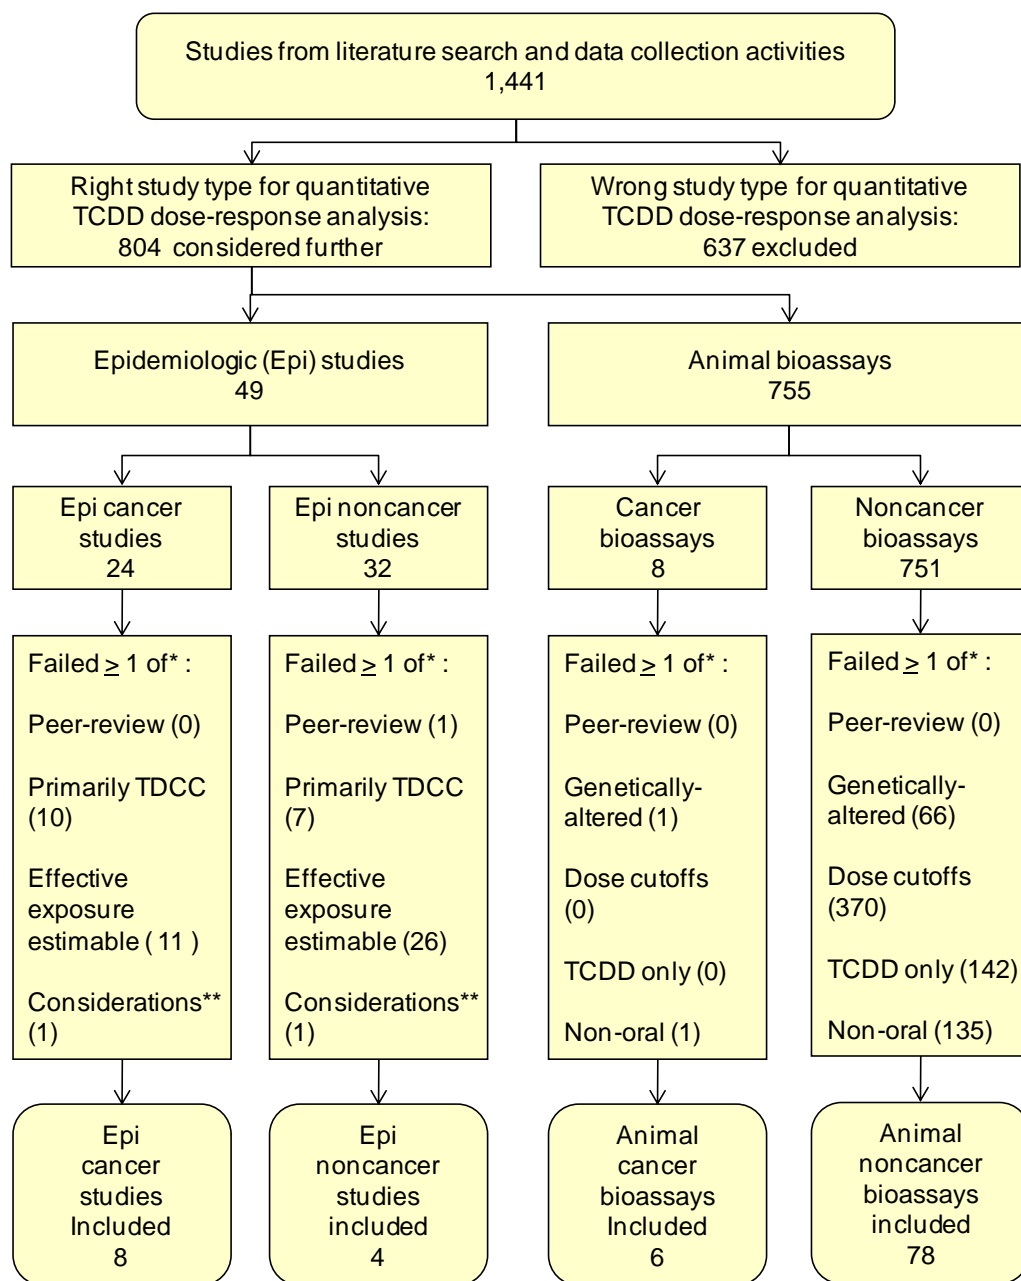 Studies from literature search and data collection activities
1,441
Right study type for quantitative
TCDD dose-response analysis:
804 considered further
Wrong study type for quantitative
TCDD dose-response analysis:
637 excluded
Epidemiologic (Epi) studies
49
Animal bioassays
755
Epi cancer
studies
24
Epi noncancer
studies
32
Cancer
bioassays
8
Noncancer
bioassays
751
Failed ≥ 1 of* :
Peer-review (0)
Primarily TDCC
(10)
Effective
exposure
estimable ( 11 )
Considerations**
(1)
Failed ≥ 1 of* :
Peer-review (1)
Primarily TDCC
(7)
Effective
exposure
estimable (26)
Considerations**
(1)
Failed ≥ 1 of* :
Peer-review (0)
Genetically-
altered (1)
Dose cutoffs
(0)
TCDD only (0)
Non-oral (1)
Failed ≥ 1 of* :
Peer-review (0)
Genetically-
altered (66)
Dose cutoffs
(370)
TCDD only (142)
Non-oral (135)
Epi
cancer
studies
Included
8
Epi
noncancer
studies
included
4
Animal
cancer
bioassays
Included
6
Animal
noncancer
bioassays
included
78